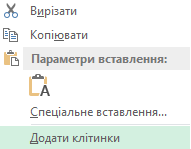 Вирізати
Копіювати
Параметри вставлення:
A
Спеціальне вставлення...
Додати клітинки